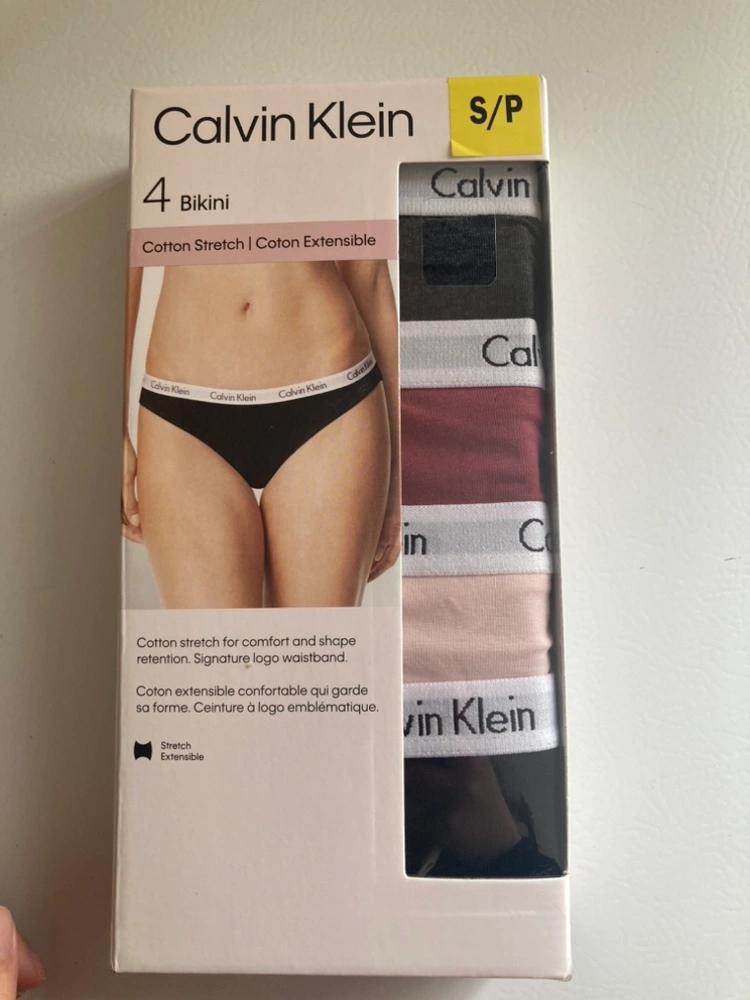 Calvin Klein
S/P
4 Bikini
Cotton Stretch | Coton Extensible
Calvin Klein Calvin Klein Calvin Klein Calvin Klein
Cotton stretch for comfort and shape
retention. Signature logo waistband.
Coton extensible confortable qui garde
sa forme. Ceinture à logo emblématique.
Stretch
Extensible
Calvin
Cal
in C
vin Klein